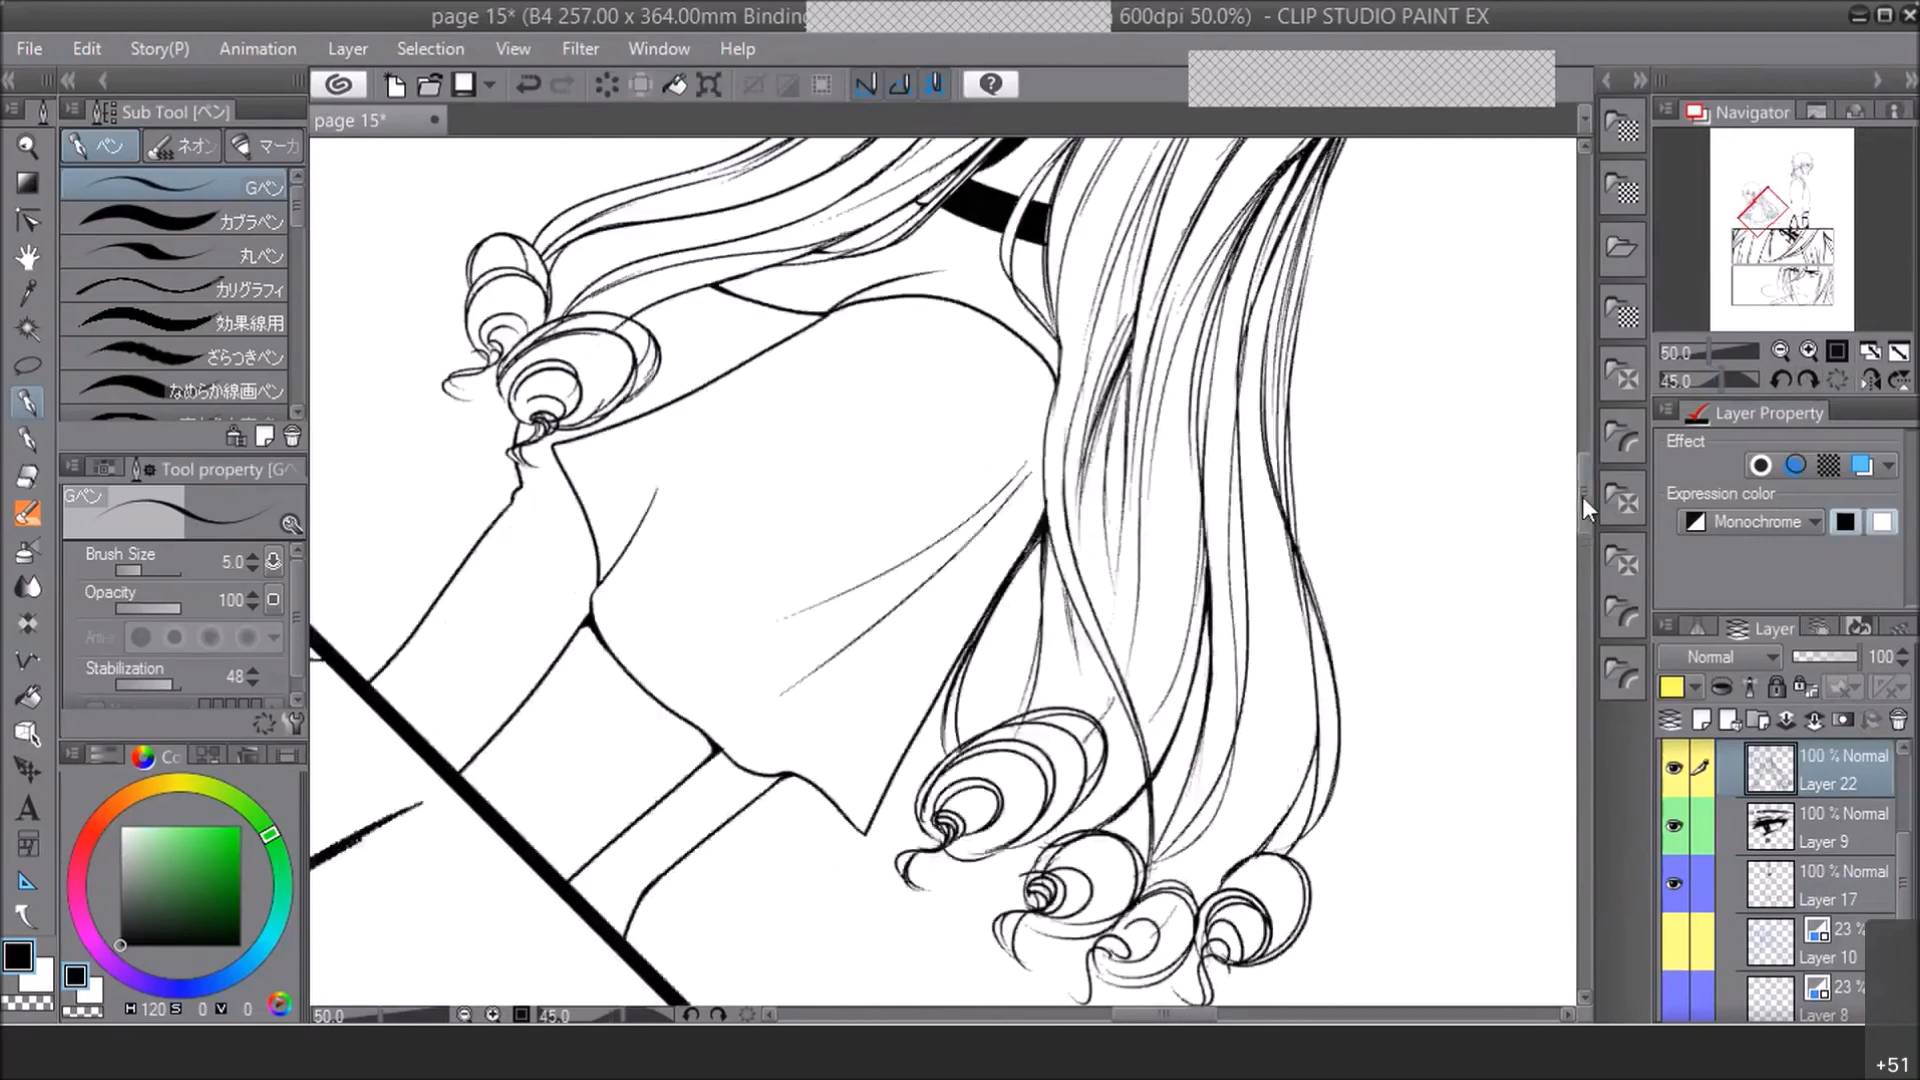 page 15* (B4 257.00 x 364.00mm Binding 600dpi 50.0%) - CLIP STUDIO PAINT EX
File Edit Story(P) Animation Layer Selection View Filter Window Help
Sub Tool [ペン]
page 15*
Navigator
ペン ネオン マーカ
Gペン
カブラペン
丸ペン
カリグラフィ
効果線用
ざらつきペン
なめらか線画ペン
50.0
45.0
Layer Property
Effect
Expression color
Monochrome
Tool property [Gペ
Gペン
Brush Size 5.0
Opacity 100
Anti-
Stabilization 48
Layer
Normal 100
Co
100 % Normal
Layer 22
100 % Normal
Layer 9
100 % Normal
Layer 17
23 %
Layer 10
23 %
Layer 8
H 120 S 0 V 0
50.0 45.0
+51